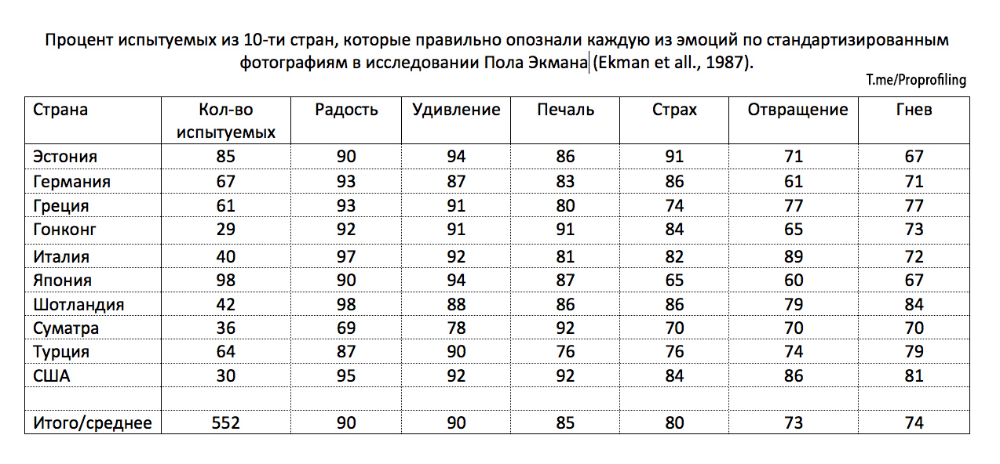 Процент испытуемых из 10-ти стран, которые правильно опознали каждую из эмоций по стандартизированным
фотографиям в исследовании Пола Экмана (Ekman et all., 1987).
T.me/Proprofiling
Страна Кол-во испытуемых Радость Удивление Печаль Страх Отвращение Гнев
Эстония 85 90 94 86 91 71 67
Германия 67 93 87 83 86 61 71
Греция 61 93 91 80 74 77 77
Гонконг 29 92 91 91 84 65 73
Италия 40 97 92 81 82 89 72
Япония 98 90 94 87 65 60 67
Шотландия 42 98 88 86 86 79 84
Суматра 36 69 78 92 70 70 70
Турция 64 87 90 76 76 74 79
США 30 95 92 92 84 86 81
Итого/среднее 552 90 90 85 80 73 74